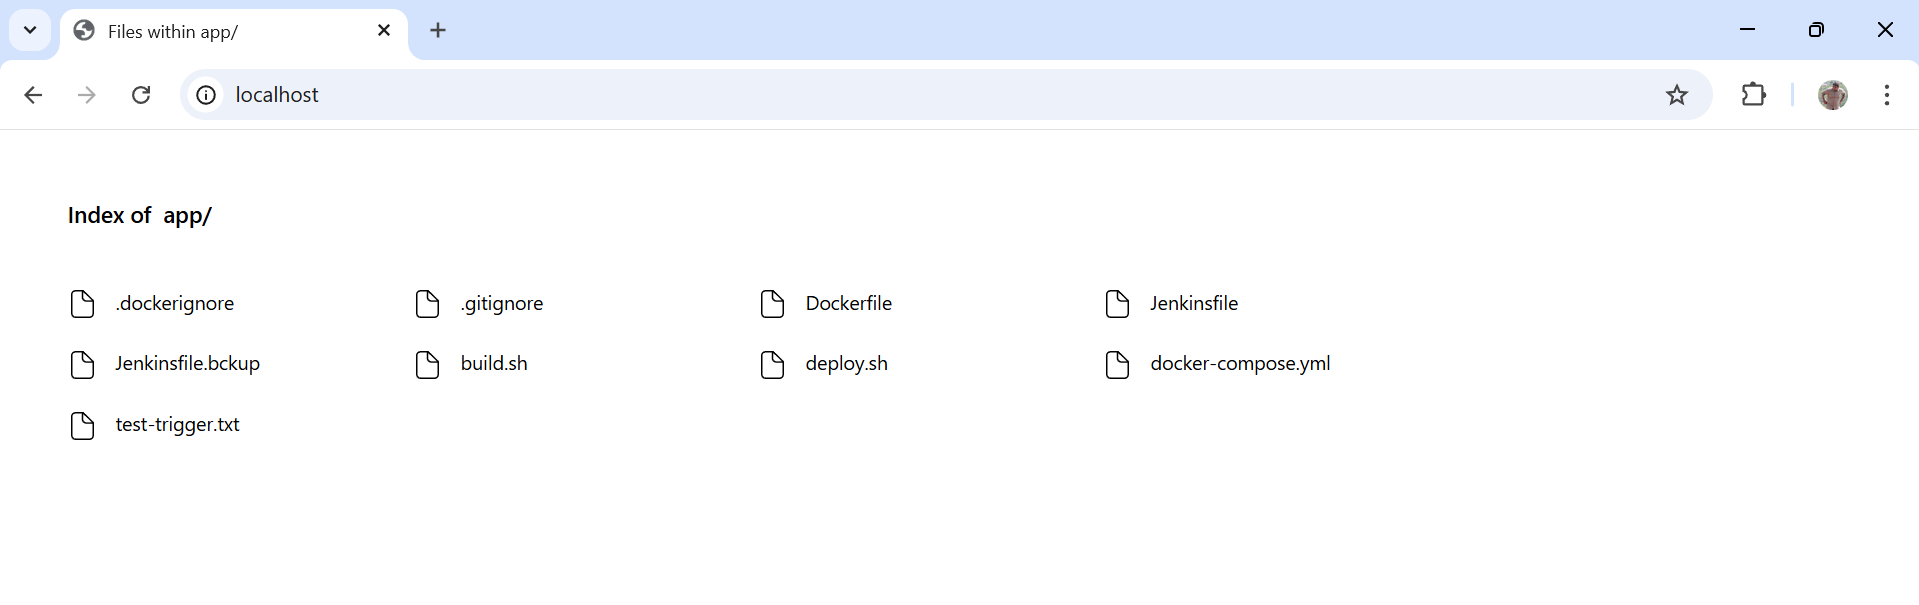 Files within app/
localhost
Index of app/
.dockerignore .gitignore Dockerfile Jenkinsfile
Jenkinsfile.bckup build.sh deploy.sh docker-compose.yml
test-trigger.txt